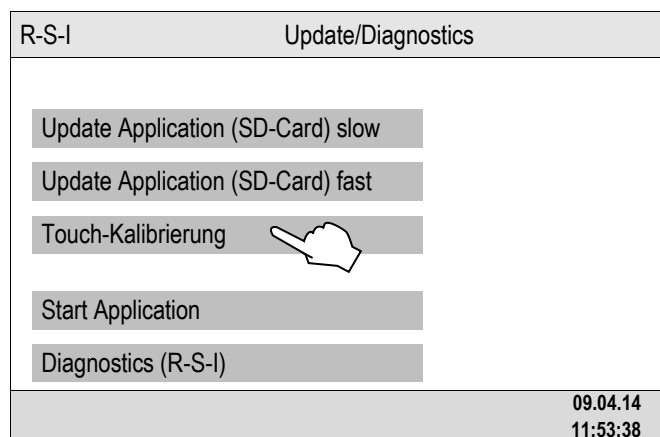 R-S-I Update/Diagnostics
Update Application (SD-Card) slow
Update Application (SD-Card) fast
Touch-Kalibrierung
Start Application
Diagnostics (R-S-I)
09.04.14
11:53:38